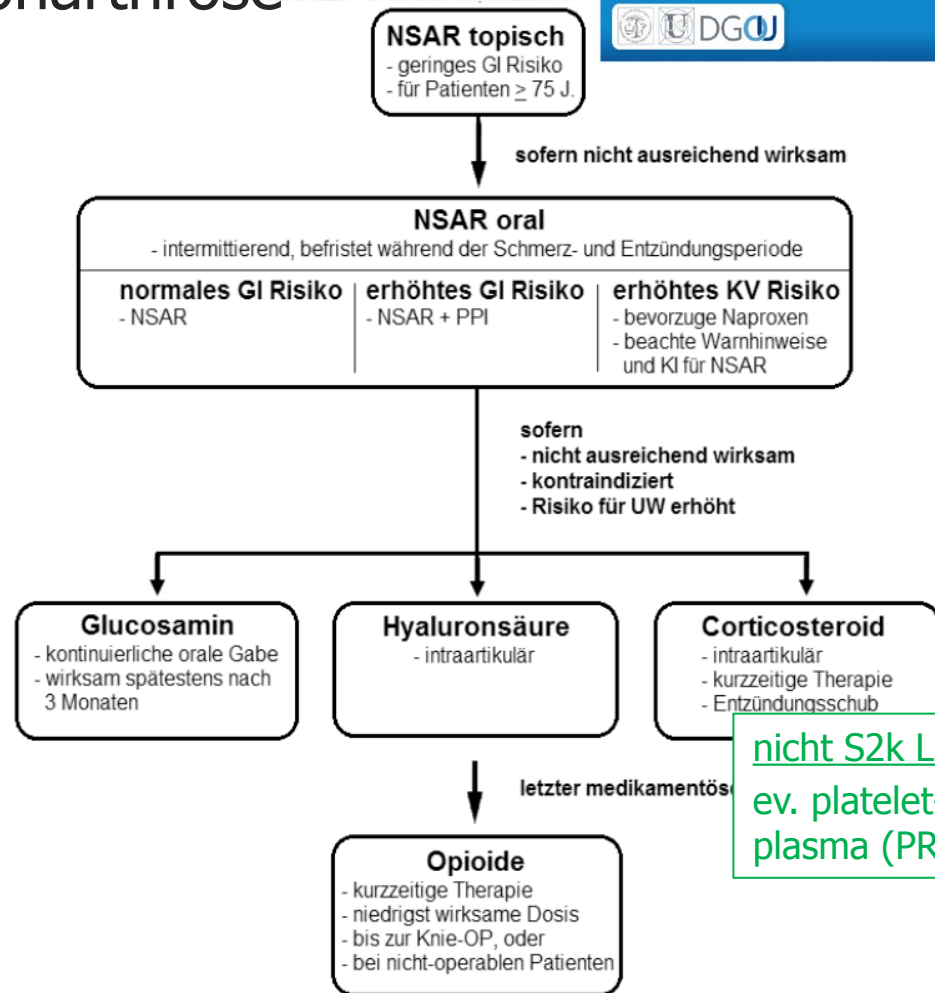 NSAR topisch
- geringes GI Risiko
- für Patienten ≥ 75 J.
DGOU
sofern nicht ausreichend wirksam
NSAR oral
- intermittierend, befristet während der Schmerz- und Entzündungsperiode
normales GI Risiko
- NSAR
erhöhtes GI Risiko
- NSAR + PPI
erhöhtes KV Risiko
- bevorzuge Naproxen
- beachte Warnhinweise
und KI für NSAR
sofern
- nicht ausreichend wirksam
- kontraindiziert
- Risiko für UW erhöht
Glucosamin
- kontinuierliche orale Gabe
- wirksam spätestens nach
3 Monaten
Hyaluronsäure
- intraartikulär
Corticosteroid
- intraartikulär
- kurzzeitige Therapie
- Entzündungsschub
nicht S2k L
ev. platelet-
plasma (PR
letzter medikamentös
Opioide
- kurzzeitige Therapie
- niedrigst wirksame Dosis
- bis zur Knie-OP, oder
- bei nicht-operablen Patienten